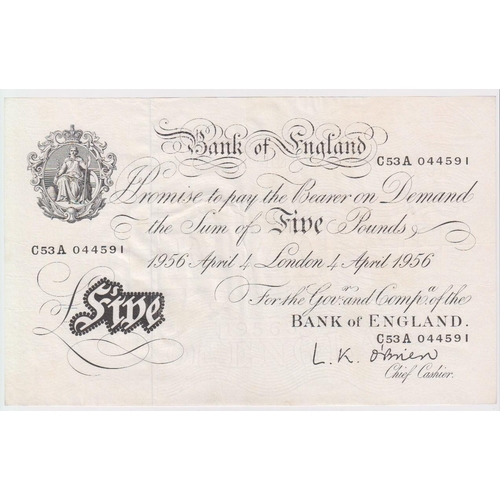 Bank of England
C53A 044591
I Promise to pay the Bearer on Demand
the Sum of Five Pounds
C53A 044591
1956 April 4 London 4 April 1956
For the Govr. and Compa. of the
£Five
BANK of ENGLAND.
C53A 044591
L. K. O'Brien
Chief Cashier.